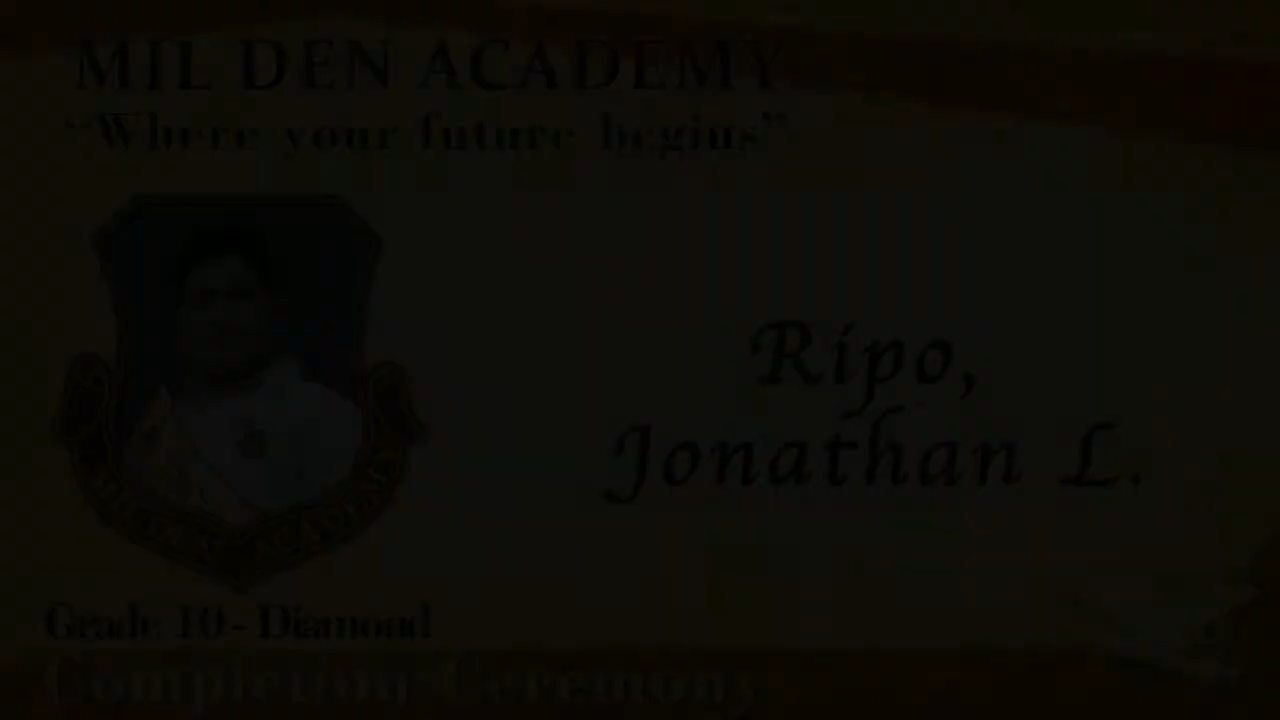 MIL DEN ACADEMY
“Where your future begins”
Ripo,
Jonathan L.
Grade 10 - Diamond
Completion Ceremony